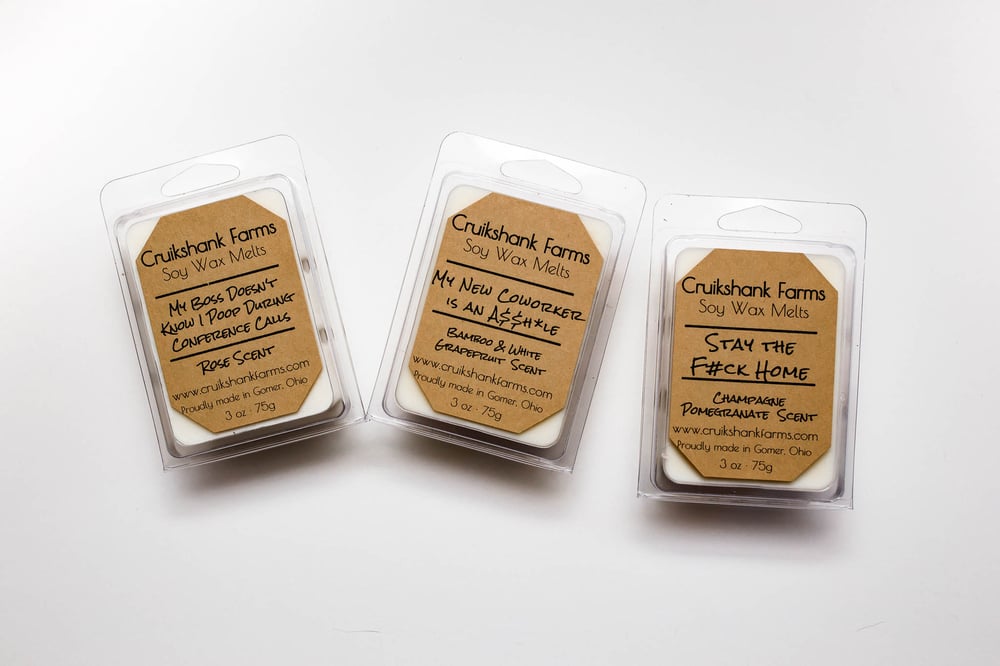 Cruikshank Farms
Soy Wax Melts
My Boss Doesn't
Know I Poop During
Conference Calls
Rose Scent
www.cruikshankfarms.com
Proudly made in Gomer, Ohio
3 oz · 75g
Cruikshank Farms
Soy Wax Melts
My New Coworker
is an A$$h*le
Bamboo & White
Grapefruit Scent
www.cruikshankfarms.com
Proudly made in Gomer, Ohio
3 oz · 75g
Cruikshank Farms
Soy Wax Melts
Stay the
F#ck Home
Champagne
Pomegranate Scent
www.cruikshankfarms.com
Proudly made in Gomer, Ohio
3 oz · 75g